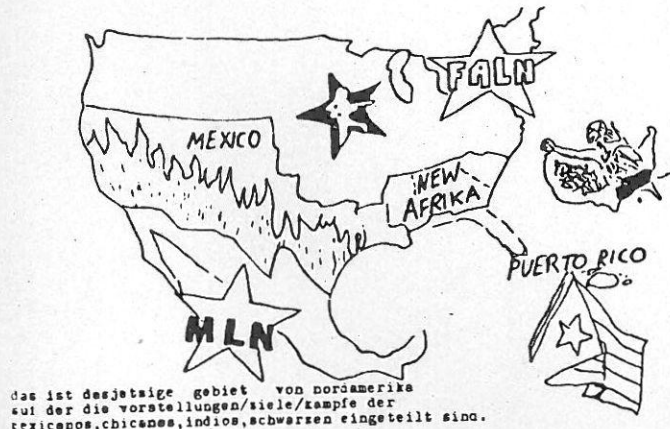 FALN
MEXICO
NEW
AFRIKA
PUERTO RICO
MLN
das ist desjetsige gebiet von nordamerika
auf der die vorstellungen/siele/kampfe der
mexicanos,chicanos,indios,schwarzen eingeteilt sind.